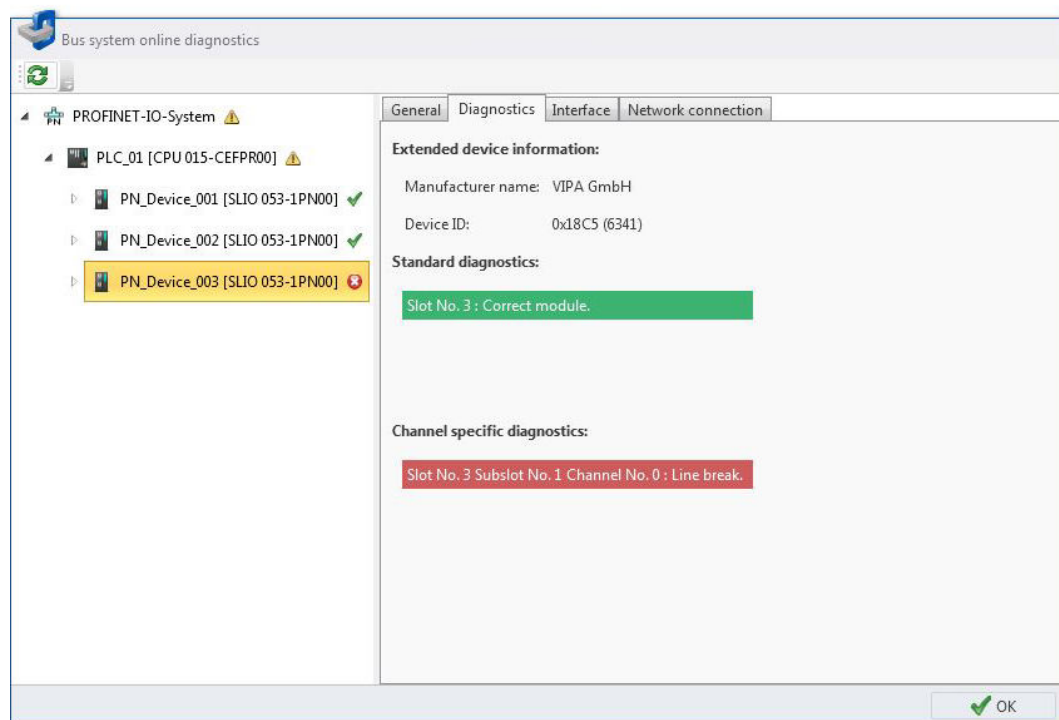 Bus system online diagnostics
PROFINET-IO-System
PLC_01 [CPU 015-CEFPR00]
PN_Device_001 [SLIO 053-1PN00]
PN_Device_002 [SLIO 053-1PN00]
PN_Device_003 [SLIO 053-1PN00]
General Diagnostics Interface Network connection
Extended device information:
Manufacturer name: VIPA GmbH
Device ID: 0x18C5 (6341)
Standard diagnostics:
Slot No. 3 : Correct module.
Channel specific diagnostics:
Slot No. 3 Subslot No. 1 Channel No. 0 : Line break.
OK